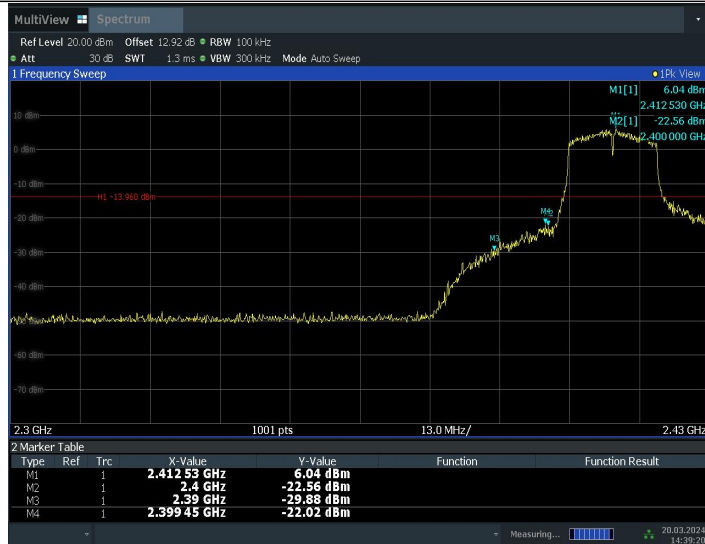 MultiView Spectrum
Ref Level 20.00 dBm Offset 12.92 dB RBW 100 kHz
Att 30 dB SWT 1.3 ms VBW 300 kHz Mode Auto Sweep
1 Frequency Sweep 1Pk View
M1[1] 6.04 dBm
2.412 530 GHz
M2[1] -22.56 dBm
2.400 000 GHz
10 dBm
0 dBm
-10 dBm
H1 -13.960 dBm
-20 dBm
M3
-30 dBm
-40 dBm
-60 dBm
-70 dBm
2.3 GHz 1001 pts 13.0 MHz/ 2.43 GHz
2 Marker Table
Type Ref Trc X-Value Y-Value Function Function Result
M1 1 2.412 53 GHz 6.04 dBm
M2 1 2.4 GHz -22.56 dBm
M3 1 2.39 GHz -29.88 dBm
M4 1 2.399 45 GHz -22.02 dBm
Measuring... 20.03.2024
14:39:20